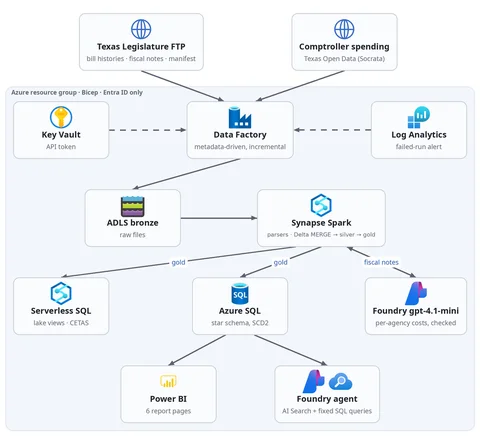 Texas Legislature FTP
bill histories · fiscal notes · manifest
Comptroller spending
Texas Open Data (Socrata)
Azure resource group · Bicep · Entra ID only
Key Vault
API token
Data Factory
metadata-driven, incremental
Log Analytics
failed-run alert
ADLS bronze
raw files
Synapse Spark
parsers · Delta MERGE → silver → gold
gold
gold
fiscal notes
Serverless SQL
lake views · CETAS
SQL
Azure SQL
star schema, SCD2
Foundry gpt-4.1-mini
per-agency costs, checked
Power BI
6 report pages
Foundry agent
AI Search + fixed SQL queries